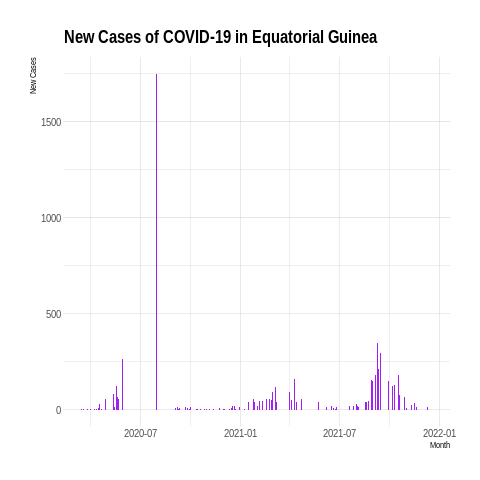 New Cases of COVID-19 in Equatorial Guinea
New Cases
1500
1000
500
0
2020-07 2021-01 2021-07 2022-01
Month